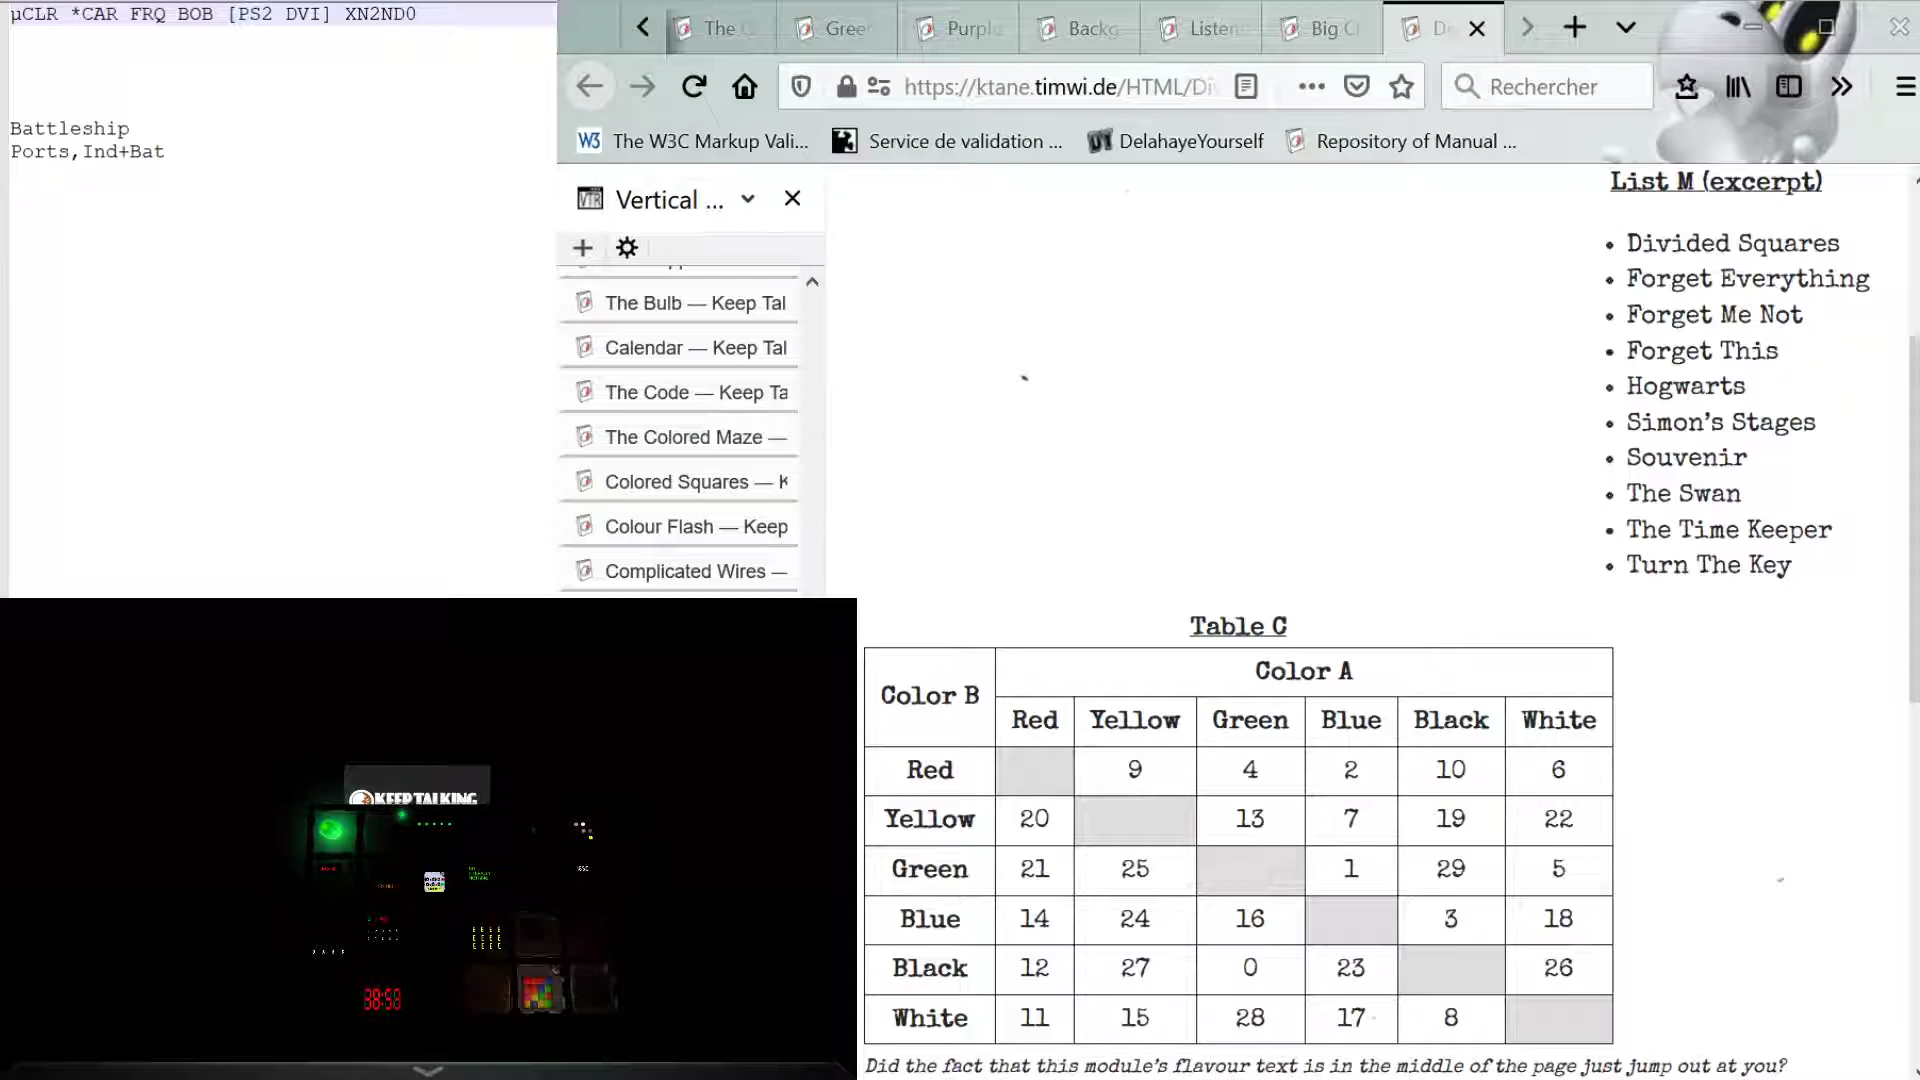 µCLR *CAR FRQ BOB [PS2 DVI] XN2ND0
Battleship
Ports,Ind+Bat
The
Gree
Purpl
Backg
Listen
Big C
https://ktane.timwi.de/HTML/Di
Rechercher
The W3C Markup Vali...
Service de validation ...
DelahayeYourself
Repository of Manual ...
Vertical ...
The Bulb — Keep Tal
Calendar — Keep Tal
The Code — Keep Ta
The Colored Maze —
Colored Squares — K
Colour Flash — Keep
Complicated Wires —
List M (excerpt)
• Divided Squares
• Forget Everything
• Forget Me Not
• Forget This
• Hogwarts
• Simon's Stages
• Souvenir
• The Swan
• The Time Keeper
• Turn The Key
KEEP TALKING
38:53
Table C
Color B Color A
Red Yellow Green Blue Black White
Red 9 4 2 10 6
Yellow 20 13 7 19 22
Green 21 25 1 29 5
Blue 14 24 16 3 18
Black 12 27 0 23 26
White 11 15 28 17 8
Did the fact that this module's flavour text is in the middle of the page just jump out at you?